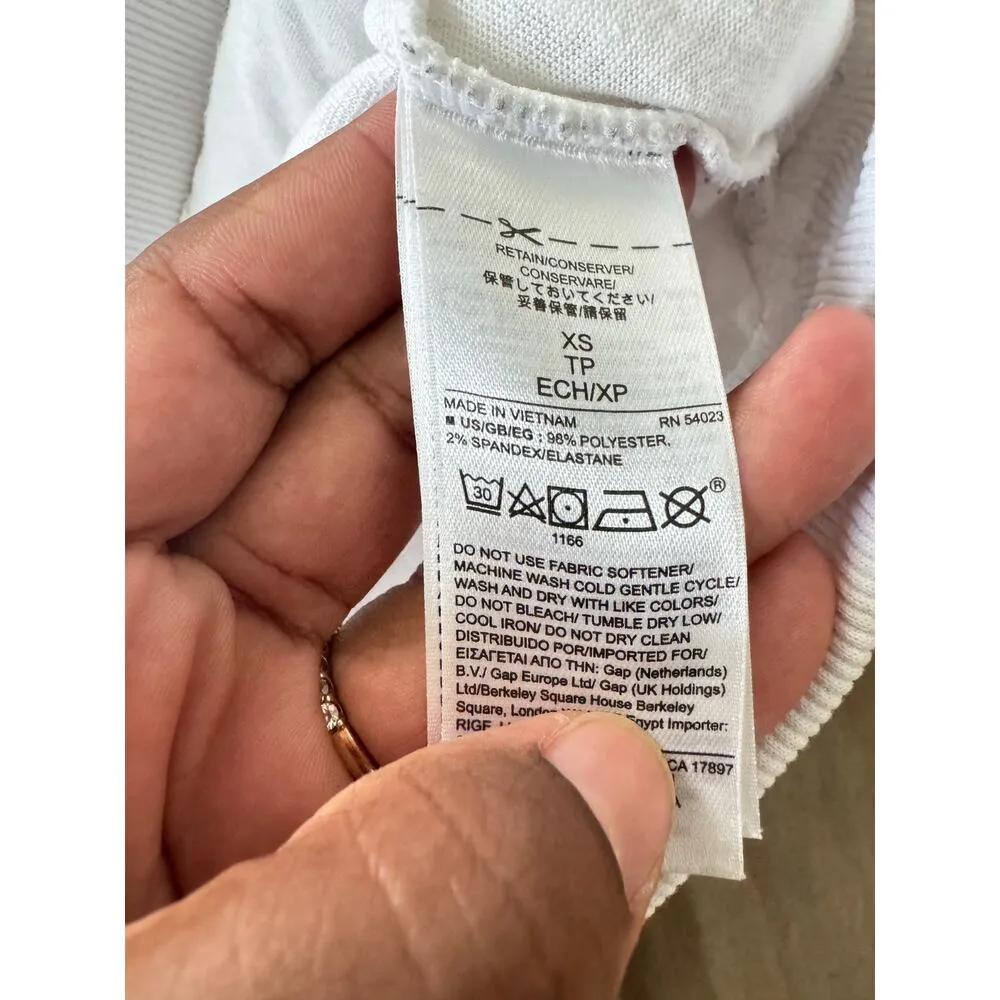 RETAIN/CONSERVER/
CONSERVARE/
保管しておいてください/
妥善保管/請保留
XS
TP
ECH/XP
MADE IN VIETNAM RN 54023
US/GB/EG : 98% POLYESTER,
2% SPANDEX/ELASTANE
30
®
1166
DO NOT USE FABRIC SOFTENER/
MACHINE WASH COLD GENTLE CYCLE/
WASH AND DRY WITH LIKE COLORS/
DO NOT BLEACH/ TUMBLE DRY LOW/
COOL IRON/ DO NOT DRY CLEAN
DISTRIBUIDO POR/IMPORTED FOR/
ΕΙΣΑΓΕΤΑΙ ΑΠΟ ΤΗΝ: Gap (Netherlands)
B.V./ Gap Europe Ltd/ Gap (UK Holdings)
Ltd/Berkeley Square House Berkeley
Square, London Egypt Importer:
RIGE
CA 17897